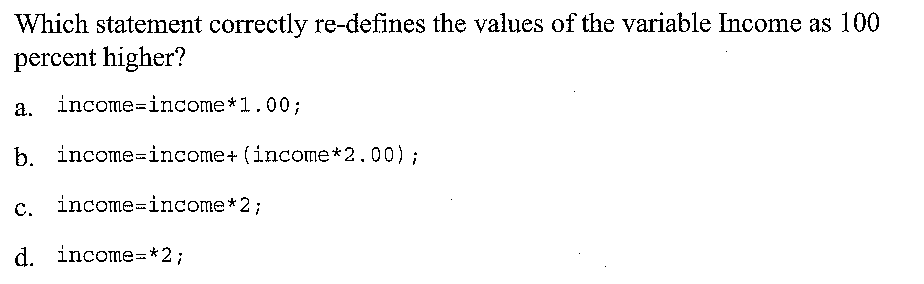 Which statement correctly re-defines the values of the variable Income as 100
percent higher?
a. income=income*1.00;
b. income=income+(income*2.00);
c. income=income*2;
d. income=*2;